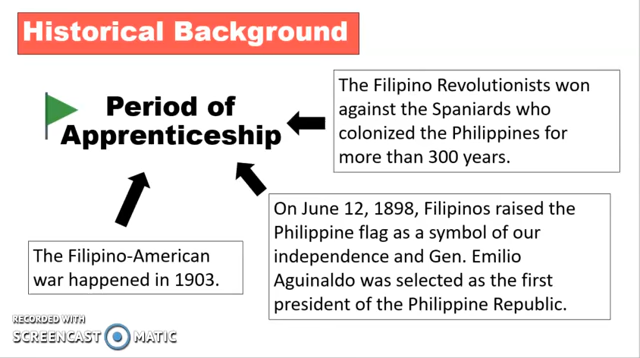 Historical Background
Period of
Apprenticeship
The Filipino Revolutionists won
against the Spaniards who
colonized the Philippines for
more than 300 years.
On June 12, 1898, Filipinos raised the
Philippine flag as a symbol of our
independence and Gen. Emilio
Aguinaldo was selected as the first
president of the Philippine Republic.
The Filipino-American
war happened in 1903.
RECORDED WITH
SCREENCAST MATIC